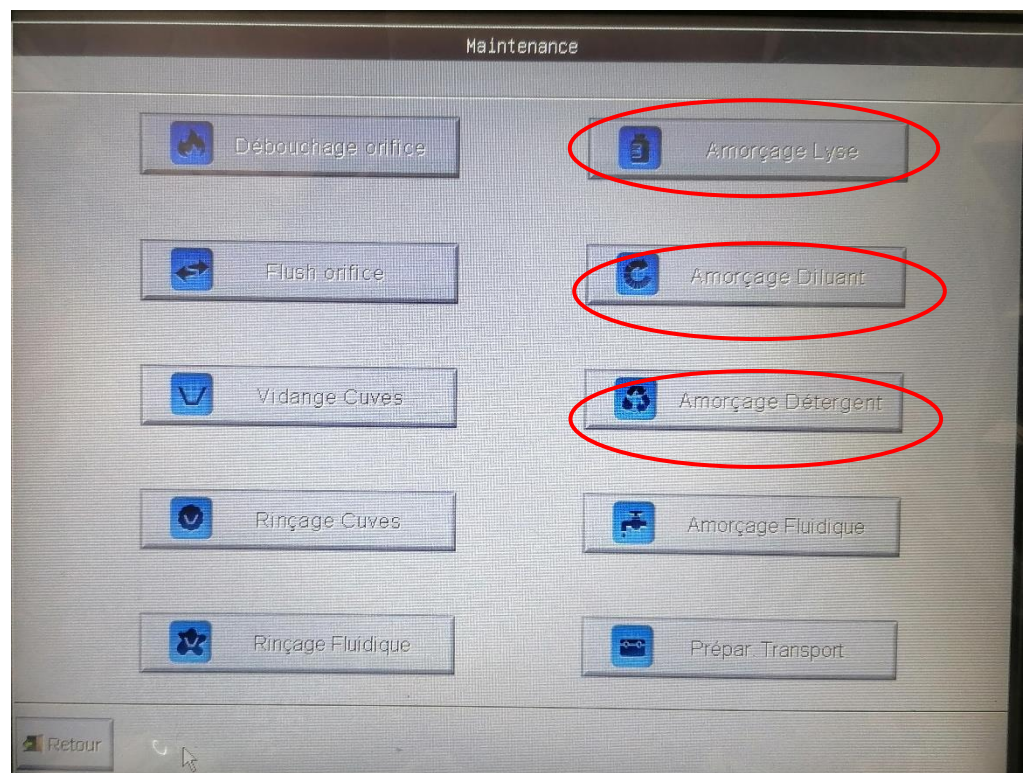 Maintenance
Débouchage orifice
Amorçage Lyse
Flush orifice
Amorçage Diluant
Vidange Cuves
Amorçage Détergent
Rinçage Cuves
Amorçage Fluidique
Rinçage Fluidique
Prépar. Transport
Retour